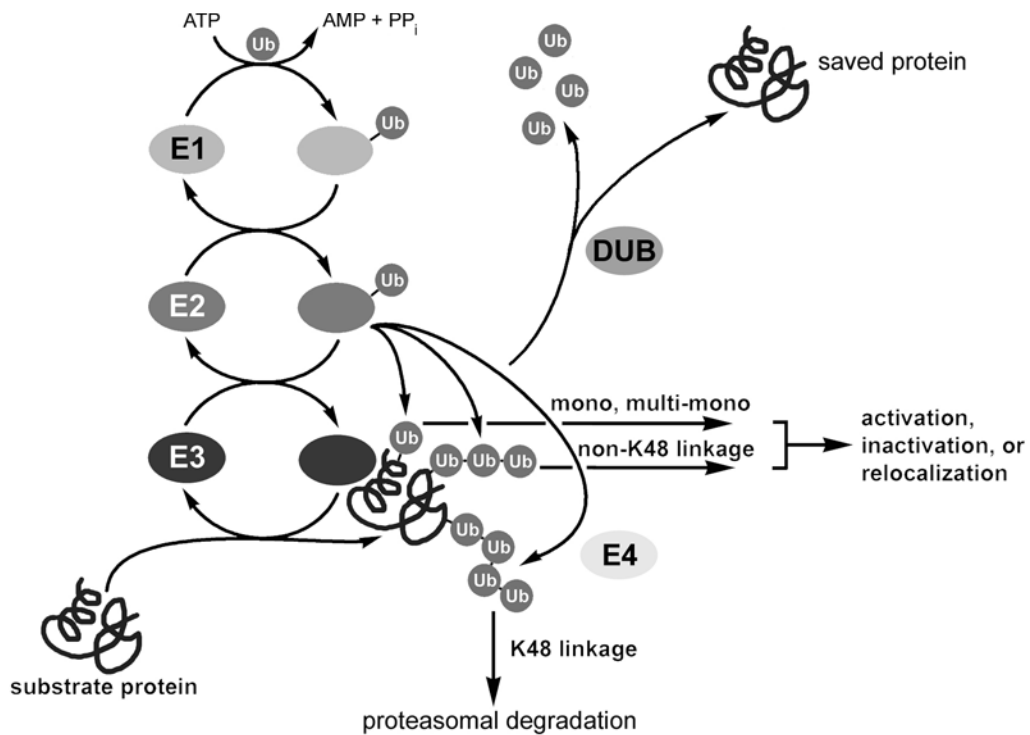 ATP
Ub
AMP + PPi
Ub
Ub
Ub
Ub
saved protein
E1
Ub
DUB
E2
Ub
mono, multi-mono
non-K48 linkage
activation,
inactivation, or
relocalization
E3
Ub
Ub Ub Ub
Ub
Ub
Ub
Ub
E4
substrate protein
K48 linkage
proteasomal degradation